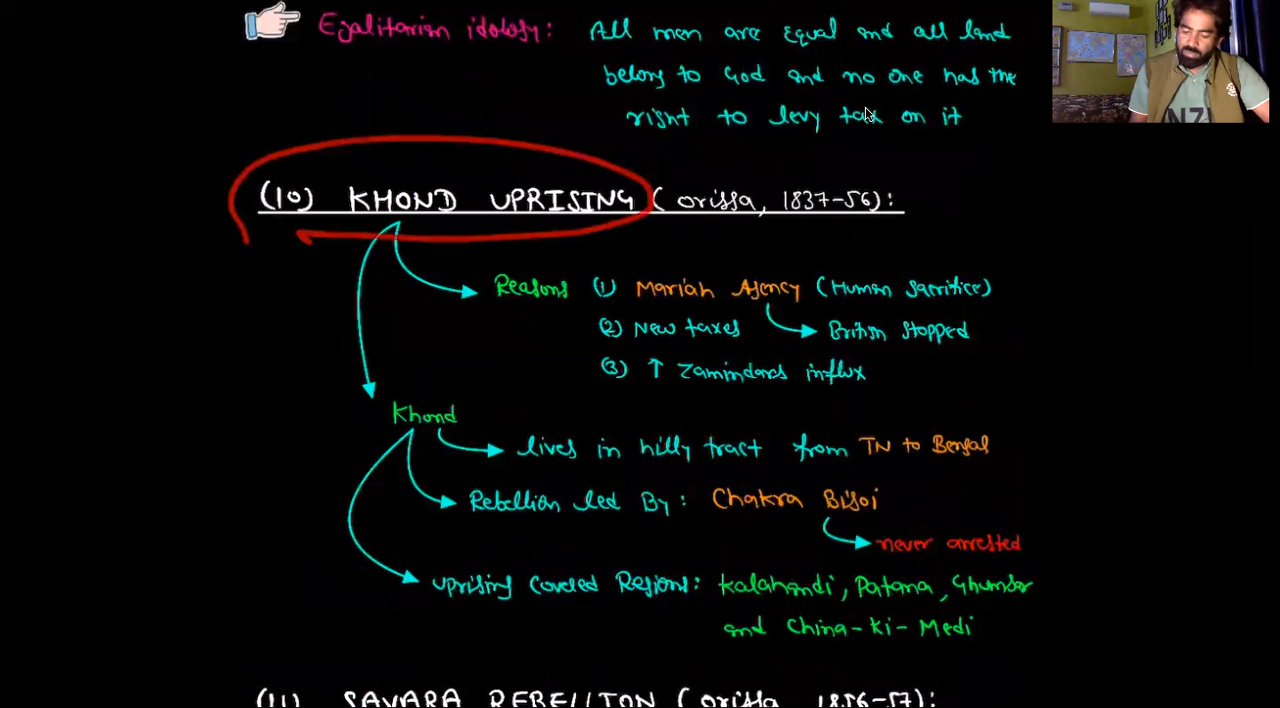 Egalitarian idology: All men are Equal and all land
belong to God and no one has the
right to levy tax on it
(10) KHOND UPRISING (orissa, 1837-56):
Reasons (1) Mariah Agency (Human Sacrifice)
(2) New taxes British stopped
(3) ↑ Zamindars influx
Khond
lives in hilly tract from TN to Bengal
Rebellion led By: Chakra Bisoi
never arrested
uprising Covered Regions: Kalahandi, Patana, Ghumsar
and China-Ki-Medi
(11) SAVARA REBELLION (orissa, 1856-57):